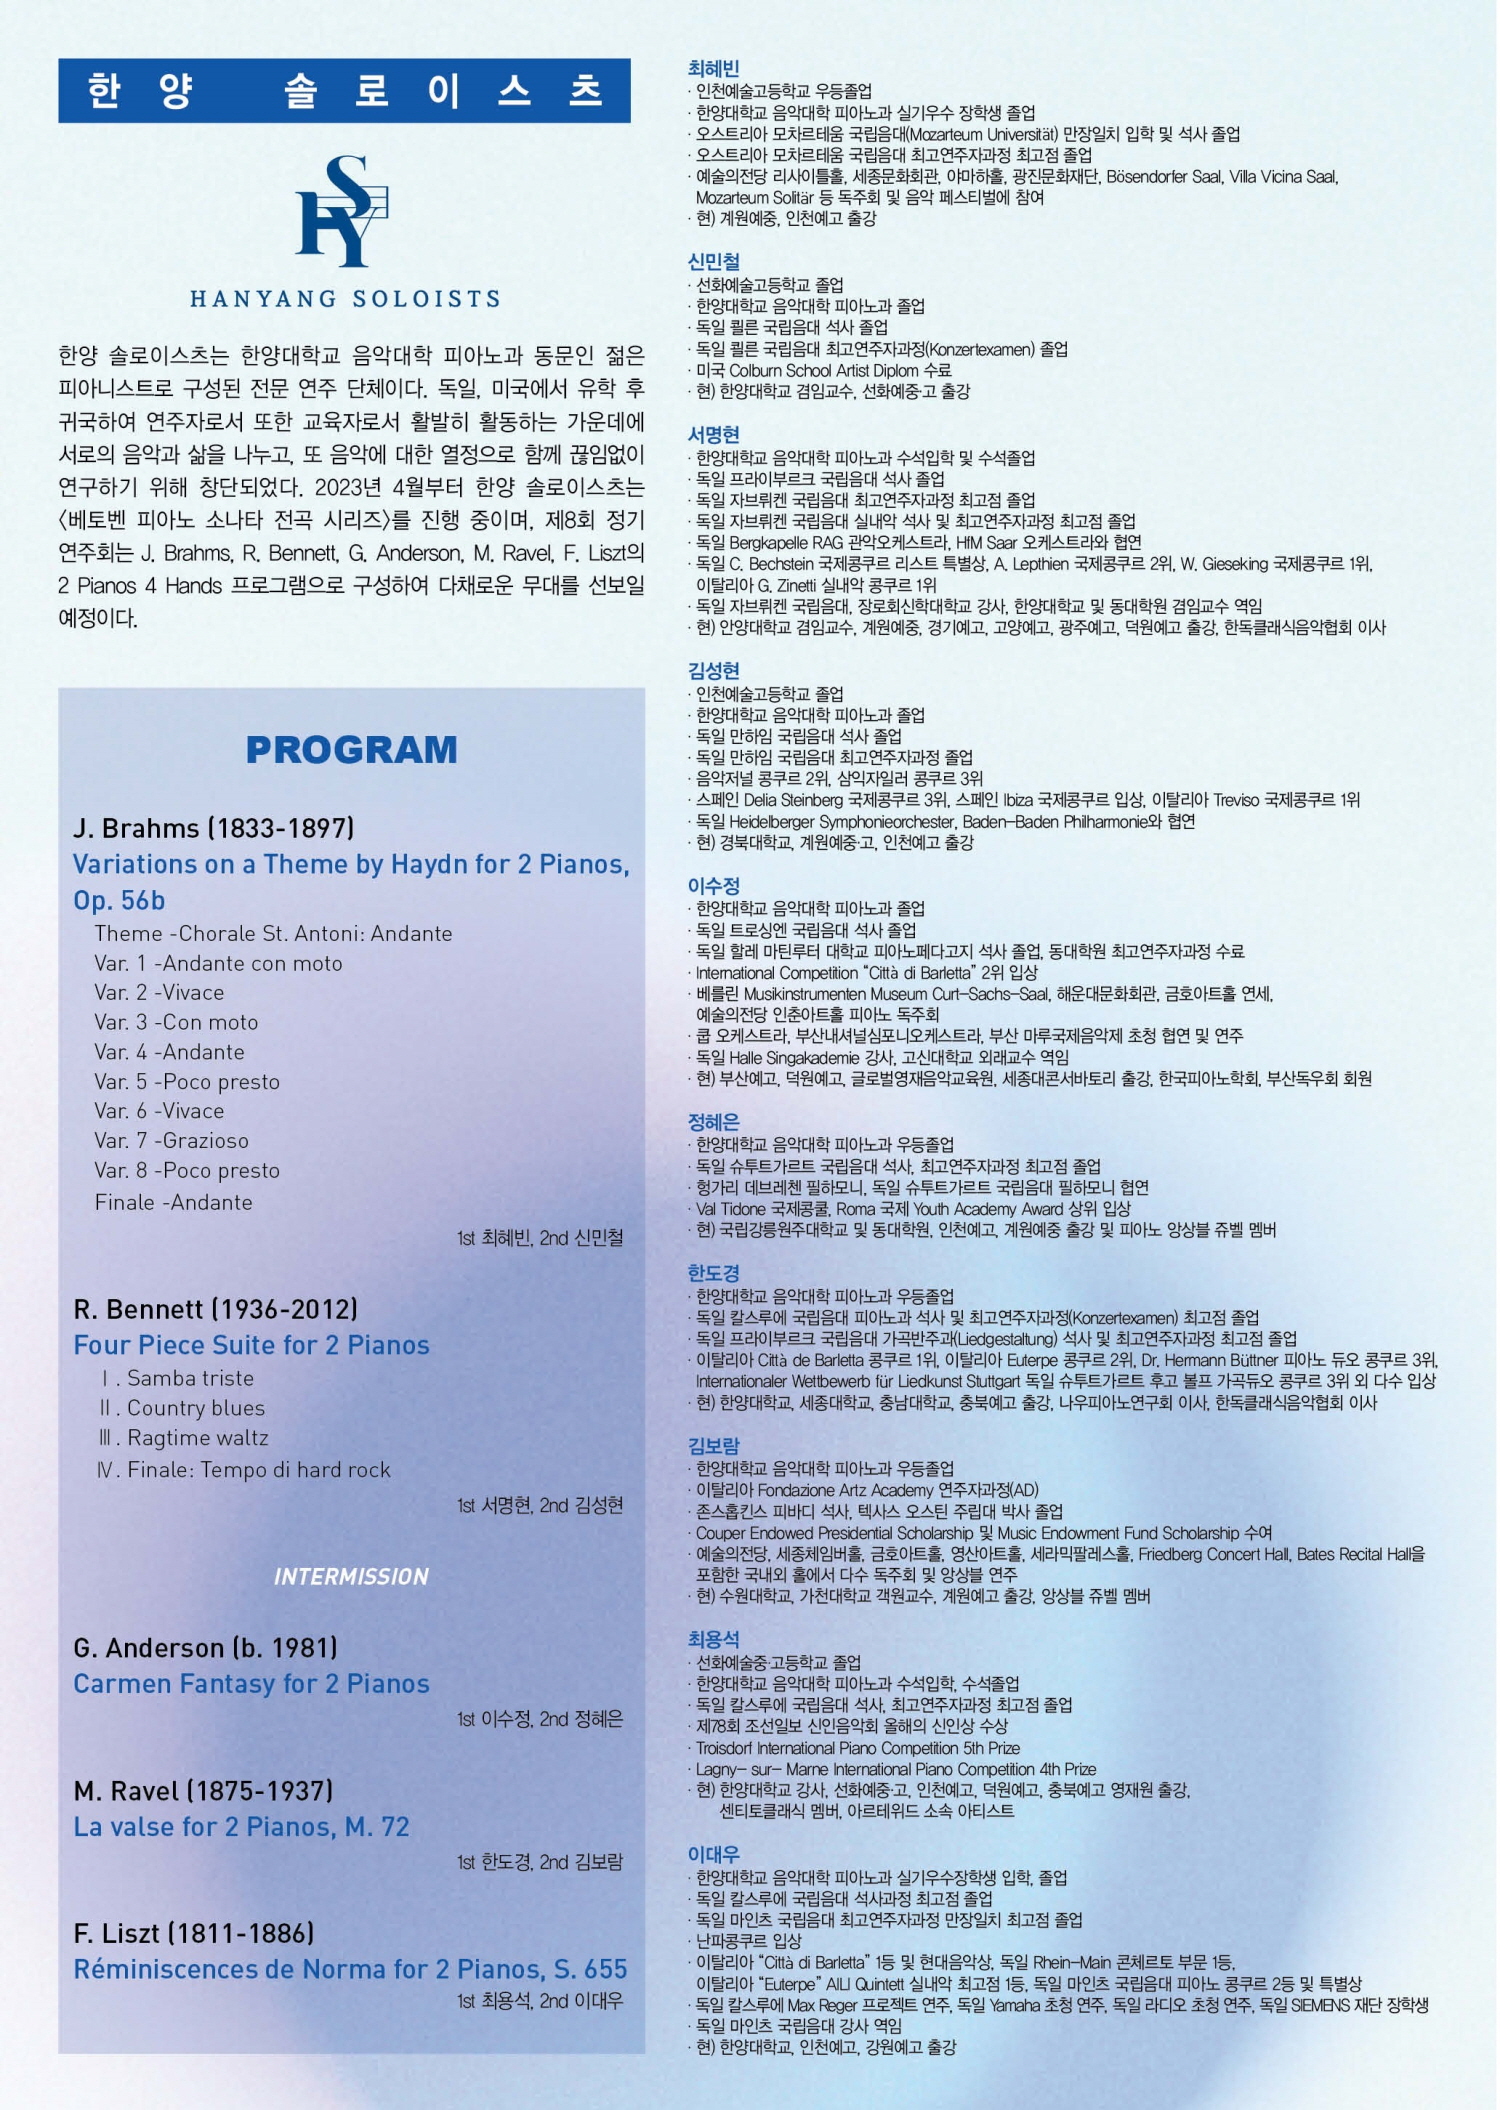 한양 솔로이스츠
HSY
HANYANG SOLOISTS
한양 솔로이스츠는 한양대학교 음악대학 피아노과 동문인 젊은
피아니스트로 구성된 전문 연주 단체이다. 독일, 미국에서 유학 후
귀국하여 연주자로서 또한 교육자로서 활발히 활동하는 가운데에
서로의 음악과 삶을 나누고, 또 음악에 대한 열정으로 함께 끊임없이
연구하기 위해 창단되었다. 2023년 4월부터 한양 솔로이스츠는
〈베토벤 피아노 소나타 전곡 시리즈〉를 진행 중이며, 제8회 정기
연주회는 J. Brahms, R. Bennett, G. Anderson, M. Ravel, F. Liszt의
2 Pianos 4 Hands 프로그램으로 구성하여 다채로운 무대를 선보일
예정이다.
PROGRAM
J. Brahms (1833-1897)
Variations on a Theme by Haydn for 2 Pianos,
Op. 56b
Theme -Chorale St. Antoni: Andante
Var. 1 -Andante con moto
Var. 2 -Vivace
Var. 3 -Con moto
Var. 4 -Andante
Var. 5 -Poco presto
Var. 6 -Vivace
Var. 7 -Grazioso
Var. 8 -Poco presto
Finale -Andante
1st 최혜빈, 2nd 신민철
R. Bennett (1936-2012)
Four Piece Suite for 2 Pianos
Ⅰ. Samba triste
Ⅱ. Country blues
Ⅲ. Ragtime waltz
Ⅳ. Finale: Tempo di hard rock
1st 서명현, 2nd 김성현
INTERMISSION
G. Anderson (b. 1981)
Carmen Fantasy for 2 Pianos
1st 이수정, 2nd 정혜은
M. Ravel (1875-1937)
La valse for 2 Pianos, M. 72
1st 한도경, 2nd 김보람
F. Liszt (1811-1886)
Réminiscences de Norma for 2 Pianos, S. 655
1st 최용석, 2nd 이대우
최혜빈
· 인천예술고등학교 우등졸업
· 한양대학교 음악대학 피아노과 실기우수 장학생 졸업
· 오스트리아 모차르테움 국립음대(Mozarteum Universität) 만장일치 입학 및 석사 졸업
· 오스트리아 모차르테움 국립음대 최고연주자과정 최고점 졸업
· 예술의전당 리사이틀홀, 세종문화회관, 야마하홀, 광진문화재단, Bösendorfer Saal, Villa Vicina Saal,
Mozarteum Solitär 등 독주회 및 음악 페스티벌에 참여
· 현) 계원예중, 인천예고 출강
신민철
· 선화예술고등학교 졸업
· 한양대학교 음악대학 피아노과 졸업
· 독일 쾰른 국립음대 석사 졸업
· 독일 쾰른 국립음대 최고연주자과정(Konzertexamen) 졸업
· 미국 Colburn School Artist Diplom 수료
· 현) 한양대학교 겸임교수, 선화예중·고 출강
서명현
· 한양대학교 음악대학 피아노과 수석입학 및 수석졸업
· 독일 프라이부르크 국립음대 석사 졸업
· 독일 자브뤼켄 국립음대 최고연주자과정 최고점 졸업
· 독일 자브뤼켄 국립음대 실내악 석사 및 최고연주자과정 최고점 졸업
· 독일 Bergkapelle RAG 관악오케스트라, HfM Saar 오케스트라와 협연
· 독일 C. Bechstein 국제콩쿠르 리스트 특별상, A. Lepthien 국제콩쿠르 2위, W. Gieseking 국제콩쿠르 1위,
이탈리아 G. Zinetti 실내악 콩쿠르 1위
· 독일 자브뤼켄 국립음대, 장로회신학대학교 강사, 한양대학교 및 동대학원 겸임교수 역임
· 현) 안양대학교 겸임교수, 계원예중, 경기예고, 고양예고, 광주예고, 덕원예고 출강, 한독클래식음악협회 이사
김성현
· 인천예술고등학교 졸업
· 한양대학교 음악대학 피아노과 졸업
· 독일 만하임 국립음대 석사 졸업
· 독일 만하임 국립음대 최고연주자과정 졸업
· 음악저널 콩쿠르 2위, 삼익자일러 콩쿠르 3위
· 스페인 Delia Steinberg 국제콩쿠르 3위, 스페인 Ibiza 국제콩쿠르 입상, 이탈리아 Treviso 국제콩쿠르 1위
· 독일 Heidelberger Symphonieorchester, Baden-Baden Philharmonie와 협연
· 현) 경북대학교, 계원예중·고, 인천예고 출강
이수정
· 한양대학교 음악대학 피아노과 졸업
· 독일 트로싱엔 국립음대 석사 졸업
· 독일 할레 마틴루터 대학교 피아노페다고지 석사 졸업, 동대학원 최고연주자과정 수료
· International Competition “Città di Barletta” 2위 입상
· 베를린 Musikinstrumenten Museum Curt-Sachs-Saal, 해운대문화회관, 금호아트홀 연세,
예술의전당 인춘아트홀 피아노 독주회
· 쿱 오케스트라, 부산내셔널심포니오케스트라, 부산 마루국제음악제 초청 협연 및 연주
· 독일 Halle Singakademie 강사, 고신대학교 외래교수 역임
· 현) 부산예고, 덕원예고, 글로벌영재음악교육원, 세종대콘서바토리 출강, 한국피아노학회, 부산독우회 회원
정혜은
· 한양대학교 음악대학 피아노과 우등졸업
· 독일 슈투트가르트 국립음대 석사, 최고연주자과정 최고점 졸업
· 헝가리 데브레첸 필하모니, 독일 슈투트가르트 국립음대 필하모니 협연
· Val Tidone 국제콩쿨, Roma 국제 Youth Academy Award 상위 입상
· 현) 국립강릉원주대학교 및 동대학원, 인천예고, 계원예중 출강 및 피아노 앙상블 쥬벨 멤버
한도경
· 한양대학교 음악대학 피아노과 우등졸업
· 독일 칼스루에 국립음대 피아노과 석사 및 최고연주자과정(Konzertexamen) 최고점 졸업
· 독일 프라이부르크 국립음대 가곡반주과(Liedgestaltung) 석사 및 최고연주자과정 최고점 졸업
· 이탈리아 Città de Barletta 콩쿠르 1위, 이탈리아 Euterpe 콩쿠르 2위, Dr. Hermann Büttner 피아노 듀오 콩쿠르 3위,
Internationaler Wettbewerb für Liedkunst Stuttgart 독일 슈투트가르트 후고 볼프 가곡듀오 콩쿠르 3위 외 다수 입상
· 현) 한양대학교, 세종대학교, 충남대학교, 충북예고 출강, 나우피아노연구회 이사, 한독클래식음악협회 이사
김보람
· 한양대학교 음악대학 피아노과 우등졸업
· 이탈리아 Fondazione Artz Academy 연주자과정(AD)
· 존스홉킨스 피바디 석사, 텍사스 오스틴 주립대 박사 졸업
· Couper Endowed Presidential Scholarship 및 Music Endowment Fund Scholarship 수여
· 예술의전당, 세종체임버홀, 금호아트홀, 영산아트홀, 세라믹팔레스홀, Friedberg Concert Hall, Bates Recital Hall을
포함한 국내외 홀에서 다수 독주회 및 앙상블 연주
· 현) 수원대학교, 가천대학교 객원교수, 계원예고 출강, 앙상블 쥬벨 멤버
최용석
· 선화예술중·고등학교 졸업
· 한양대학교 음악대학 피아노과 수석입학, 수석졸업
· 독일 칼스루에 국립음대 석사, 최고연주자과정 최고점 졸업
· 제78회 조선일보 신인음악회 올해의 신인상 수상
· Troisdorf International Piano Competition 5th Prize
· Lagny- sur- Marne International Piano Competition 4th Prize
· 현) 한양대학교 강사, 선화예중·고, 인천예고, 덕원예고, 충북예고 영재원 출강,
센티토클래식 멤버, 아르테위드 소속 아티스트
이대우
· 한양대학교 음악대학 피아노과 실기우수장학생 입학, 졸업
· 독일 칼스루에 국립음대 석사과정 최고점 졸업
· 독일 마인츠 국립음대 최고연주자과정 만장일치 최고점 졸업
· 난파콩쿠르 입상
· 이탈리아 “Città di Barletta” 1등 및 현대음악상, 독일 Rhein-Main 콘체르토 부문 1등,
이탈리아 “Euterpe” AILI Quintett 실내악 최고점 1등, 독일 마인츠 국립음대 피아노 콩쿠르 2등 및 특별상
· 독일 칼스루에 Max Reger 프로젝트 연주, 독일 Yamaha 초청 연주, 독일 라디오 초청 연주, 독일 SIEMENS 재단 장학생
· 독일 마인츠 국립음대 강사 역임
· 현) 한양대학교, 인천예고, 강원예고 출강